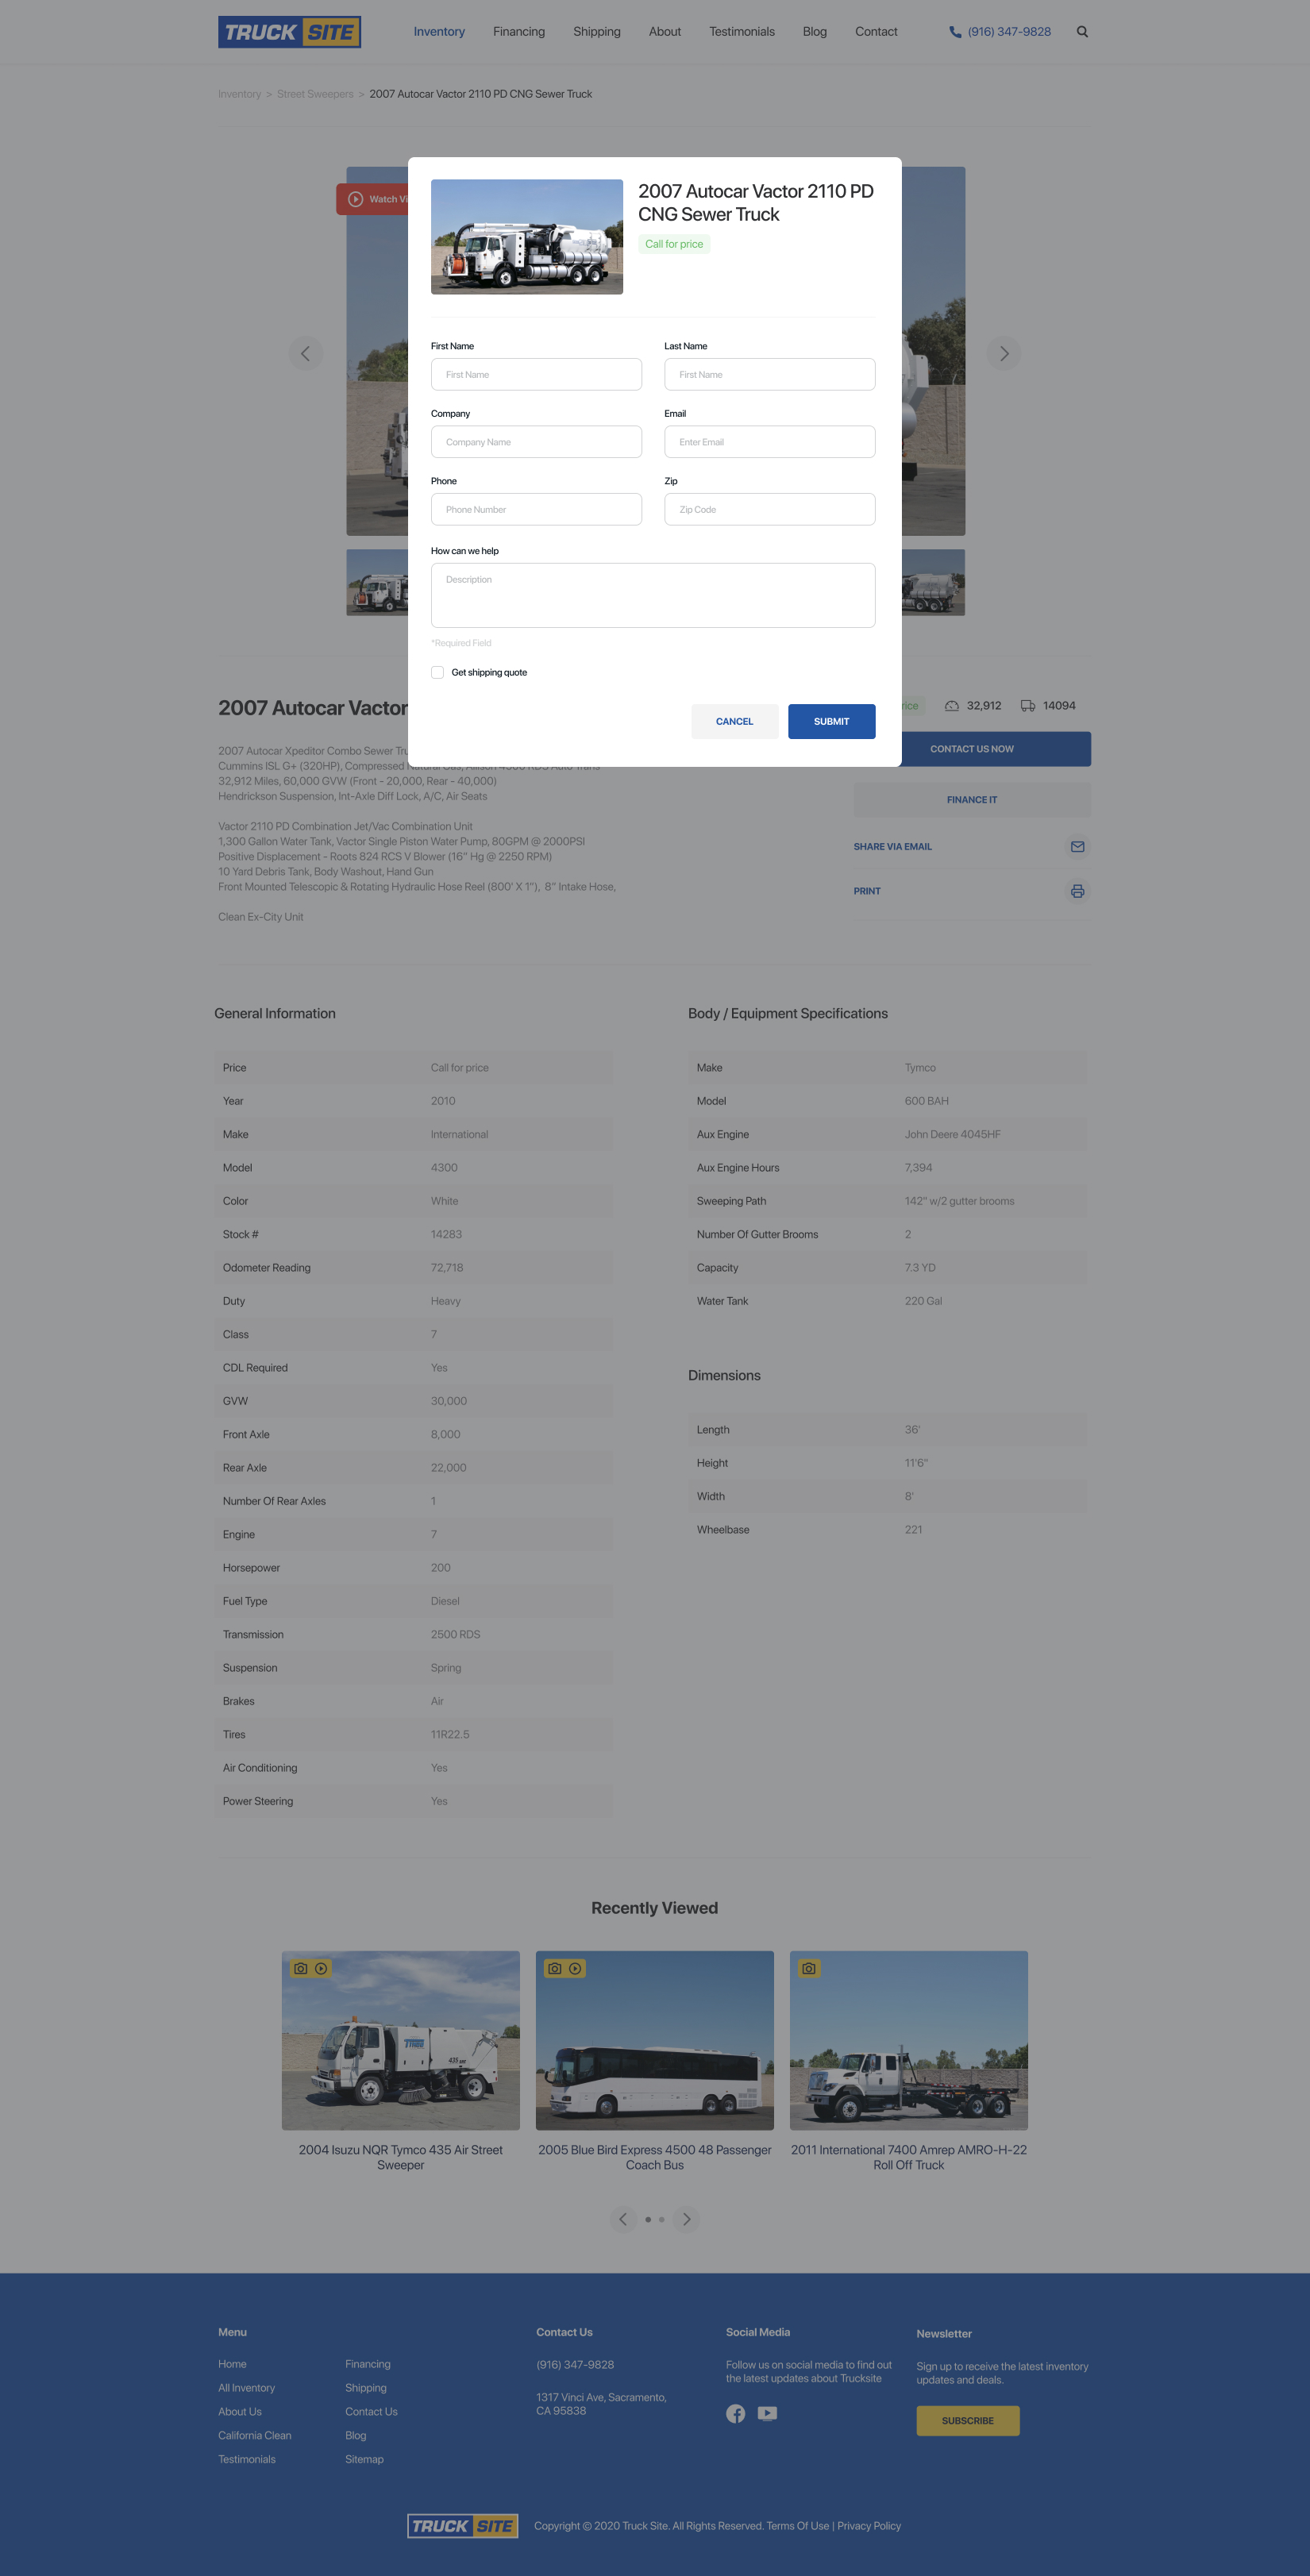 TRUCK SITE
Inventory Financing Shipping About Testimonials Blog Contact (916) 347-9828
Inventory > Street Sweepers > 2007 Autocar Vactor 2110 PD CNG Sewer Truck
Watch Vi
2007 Autocar Vactor 2110 PD
CNG Sewer Truck
Call for price
First Name Last Name
First Name First Name
Company Email
Company Name Enter Email
Phone Zip
Phone Number Zip Code
How can we help
Description
*Required Field
Get shipping quote
CANCEL SUBMIT
2007 Autocar Vactor
rice 32,912 14094
CONTACT US NOW
FINANCE IT
SHARE VIA EMAIL
PRINT
2007 Autocar Xpeditor Combo Sewer Tru
Cummins ISL G+ (320HP), Compressed Natural Gas, Allison 4500 RDS Auto Trans
32,912 Miles, 60,000 GVW (Front - 20,000, Rear - 40,000)
Hendrickson Suspension, Int-Axle Diff Lock, A/C, Air Seats
Vactor 2110 PD Combination Jet/Vac Combination Unit
1,300 Gallon Water Tank, Vactor Single Piston Water Pump, 80GPM @ 2000PSI
Positive Displacement - Roots 824 RCS V Blower (16" Hg @ 2250 RPM)
10 Yard Debris Tank, Body Washout, Hand Gun
Front Mounted Telescopic & Rotating Hydraulic Hose Reel (800' X 1"), 8" Intake Hose,
Clean Ex-City Unit
General Information
Price Call for price
Year 2010
Make International
Model 4300
Color White
Stock # 14283
Odometer Reading 72,718
Duty Heavy
Class 7
CDL Required Yes
GVW 30,000
Front Axle 8,000
Rear Axle 22,000
Number Of Rear Axles 1
Engine 7
Horsepower 200
Fuel Type Diesel
Transmission 2500 RDS
Suspension Spring
Brakes Air
Tires 11R22.5
Air Conditioning Yes
Power Steering Yes
Body / Equipment Specifications
Make Tymco
Model 600 BAH
Aux Engine John Deere 4045HF
Aux Engine Hours 7,394
Sweeping Path 142" w/2 gutter brooms
Number Of Gutter Brooms 2
Capacity 7.3 YD
Water Tank 220 Gal
Dimensions
Length 36'
Height 11'6"
Width 8'
Wheelbase 221
Recently Viewed
TYMCO
435
2004 Isuzu NQR Tymco 435 Air Street
Sweeper
2005 Blue Bird Express 4500 48 Passenger
Coach Bus
2011 International 7400 Amrep AMRO-H-22
Roll Off Truck
Menu
Home
All Inventory
About Us
California Clean
Testimonials
Financing
Shipping
Contact Us
Blog
Sitemap
Contact Us
(916) 347-9828
1317 Vinci Ave, Sacramento,
CA 95838
Social Media
Follow us on social media to find out
the latest updates about Trucksite
Newsletter
Sign up to receive the latest inventory
updates and deals.
SUBSCRIBE
TRUCK SITE
Copyright © 2020 Truck Site. All Rights Reserved. Terms Of Use | Privacy Policy